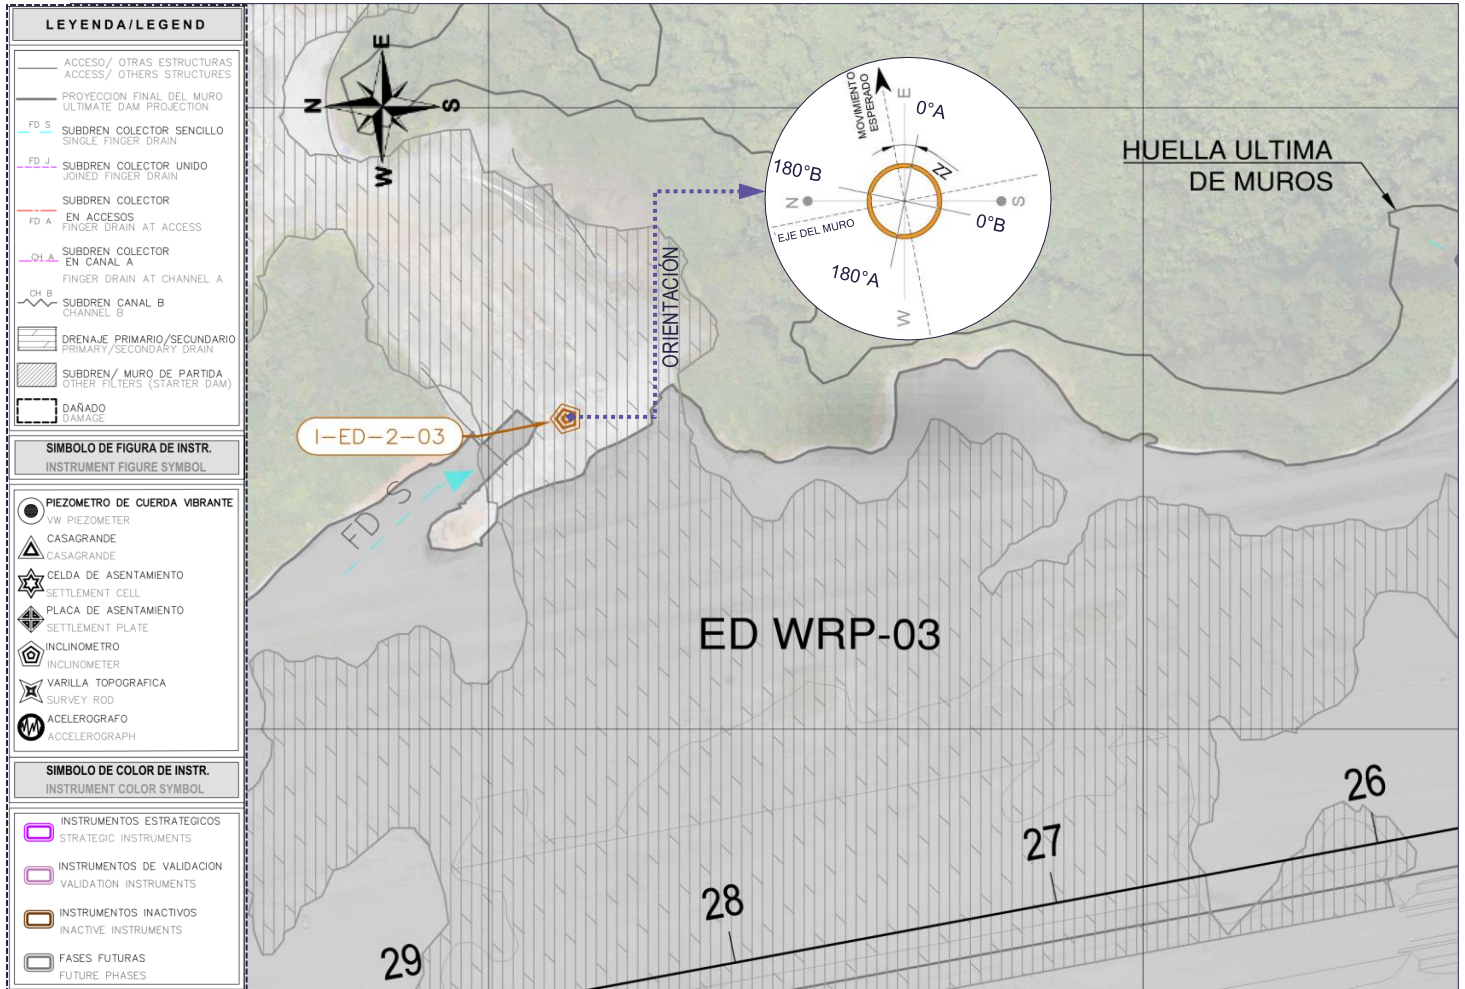 LEYENDA/LEGEND
ACCESO/ OTRAS ESTRUCTURAS
ACCESS/ OTHERS STRUCTURES
PROYECCION FINAL DEL MURO
ULTIMATE DAM PROJECTION
FD S
SUBDREN COLECTOR SENCILLO
SINGLE FINGER DRAIN
FD J
SUBDREN COLECTOR UNIDO
JOINED FINGER DRAIN
SUBDREN COLECTOR
EN ACCESOS
FD A
FINGER DRAIN AT ACCESS
SUBDREN COLECTOR
CH A
EN CANAL A
FINGER DRAIN AT CHANNEL A
CH B
SUBDREN CANAL B
CHANNEL B
DRENAJE PRIMARIO/SECUNDARIO
PRIMARY/SECONDARY DRAIN
SUBDREN/ MURO DE PARTIDA
OTHER FILTERS (STARTER DAM)
DAÑADO
DAMAGE
SIMBOLO DE FIGURA DE INSTR.
INSTRUMENT FIGURE SYMBOL
PIEZOMETRO DE CUERDA VIBRANTE
VW PIEZOMETER
CASAGRANDE
CASAGRANDE
CELDA DE ASENTAMIENTO
SETTLEMENT CELL
PLACA DE ASENTAMIENTO
SETTLEMENT PLATE
INCLINOMETRO
INCLINOMETER
VARILLA TOPOGRAFICA
SURVEY ROD
ACELEROGRAFO
ACCELEROGRAPH
SIMBOLO DE COLOR DE INSTR.
INSTRUMENT COLOR SYMBOL
INSTRUMENTOS ESTRATEGICOS
STRATEGIC INSTRUMENTS
INSTRUMENTOS DE VALIDACION
VALIDATION INSTRUMENTS
INSTRUMENTOS INACTIVOS
INACTIVE INSTRUMENTS
FASES FUTURAS
FUTURE PHASES
E
N
S
W
MOVIMIENTO
ESPERADO
E
0°A
180°B
ZZ
N
S
EJE DEL MURO
0°B
180°A
W
HUELLA ULTIMA
DE MUROS
ORIENTACIÓN
I-ED-2-03
FD S
ED WRP-03
26
27
28
29